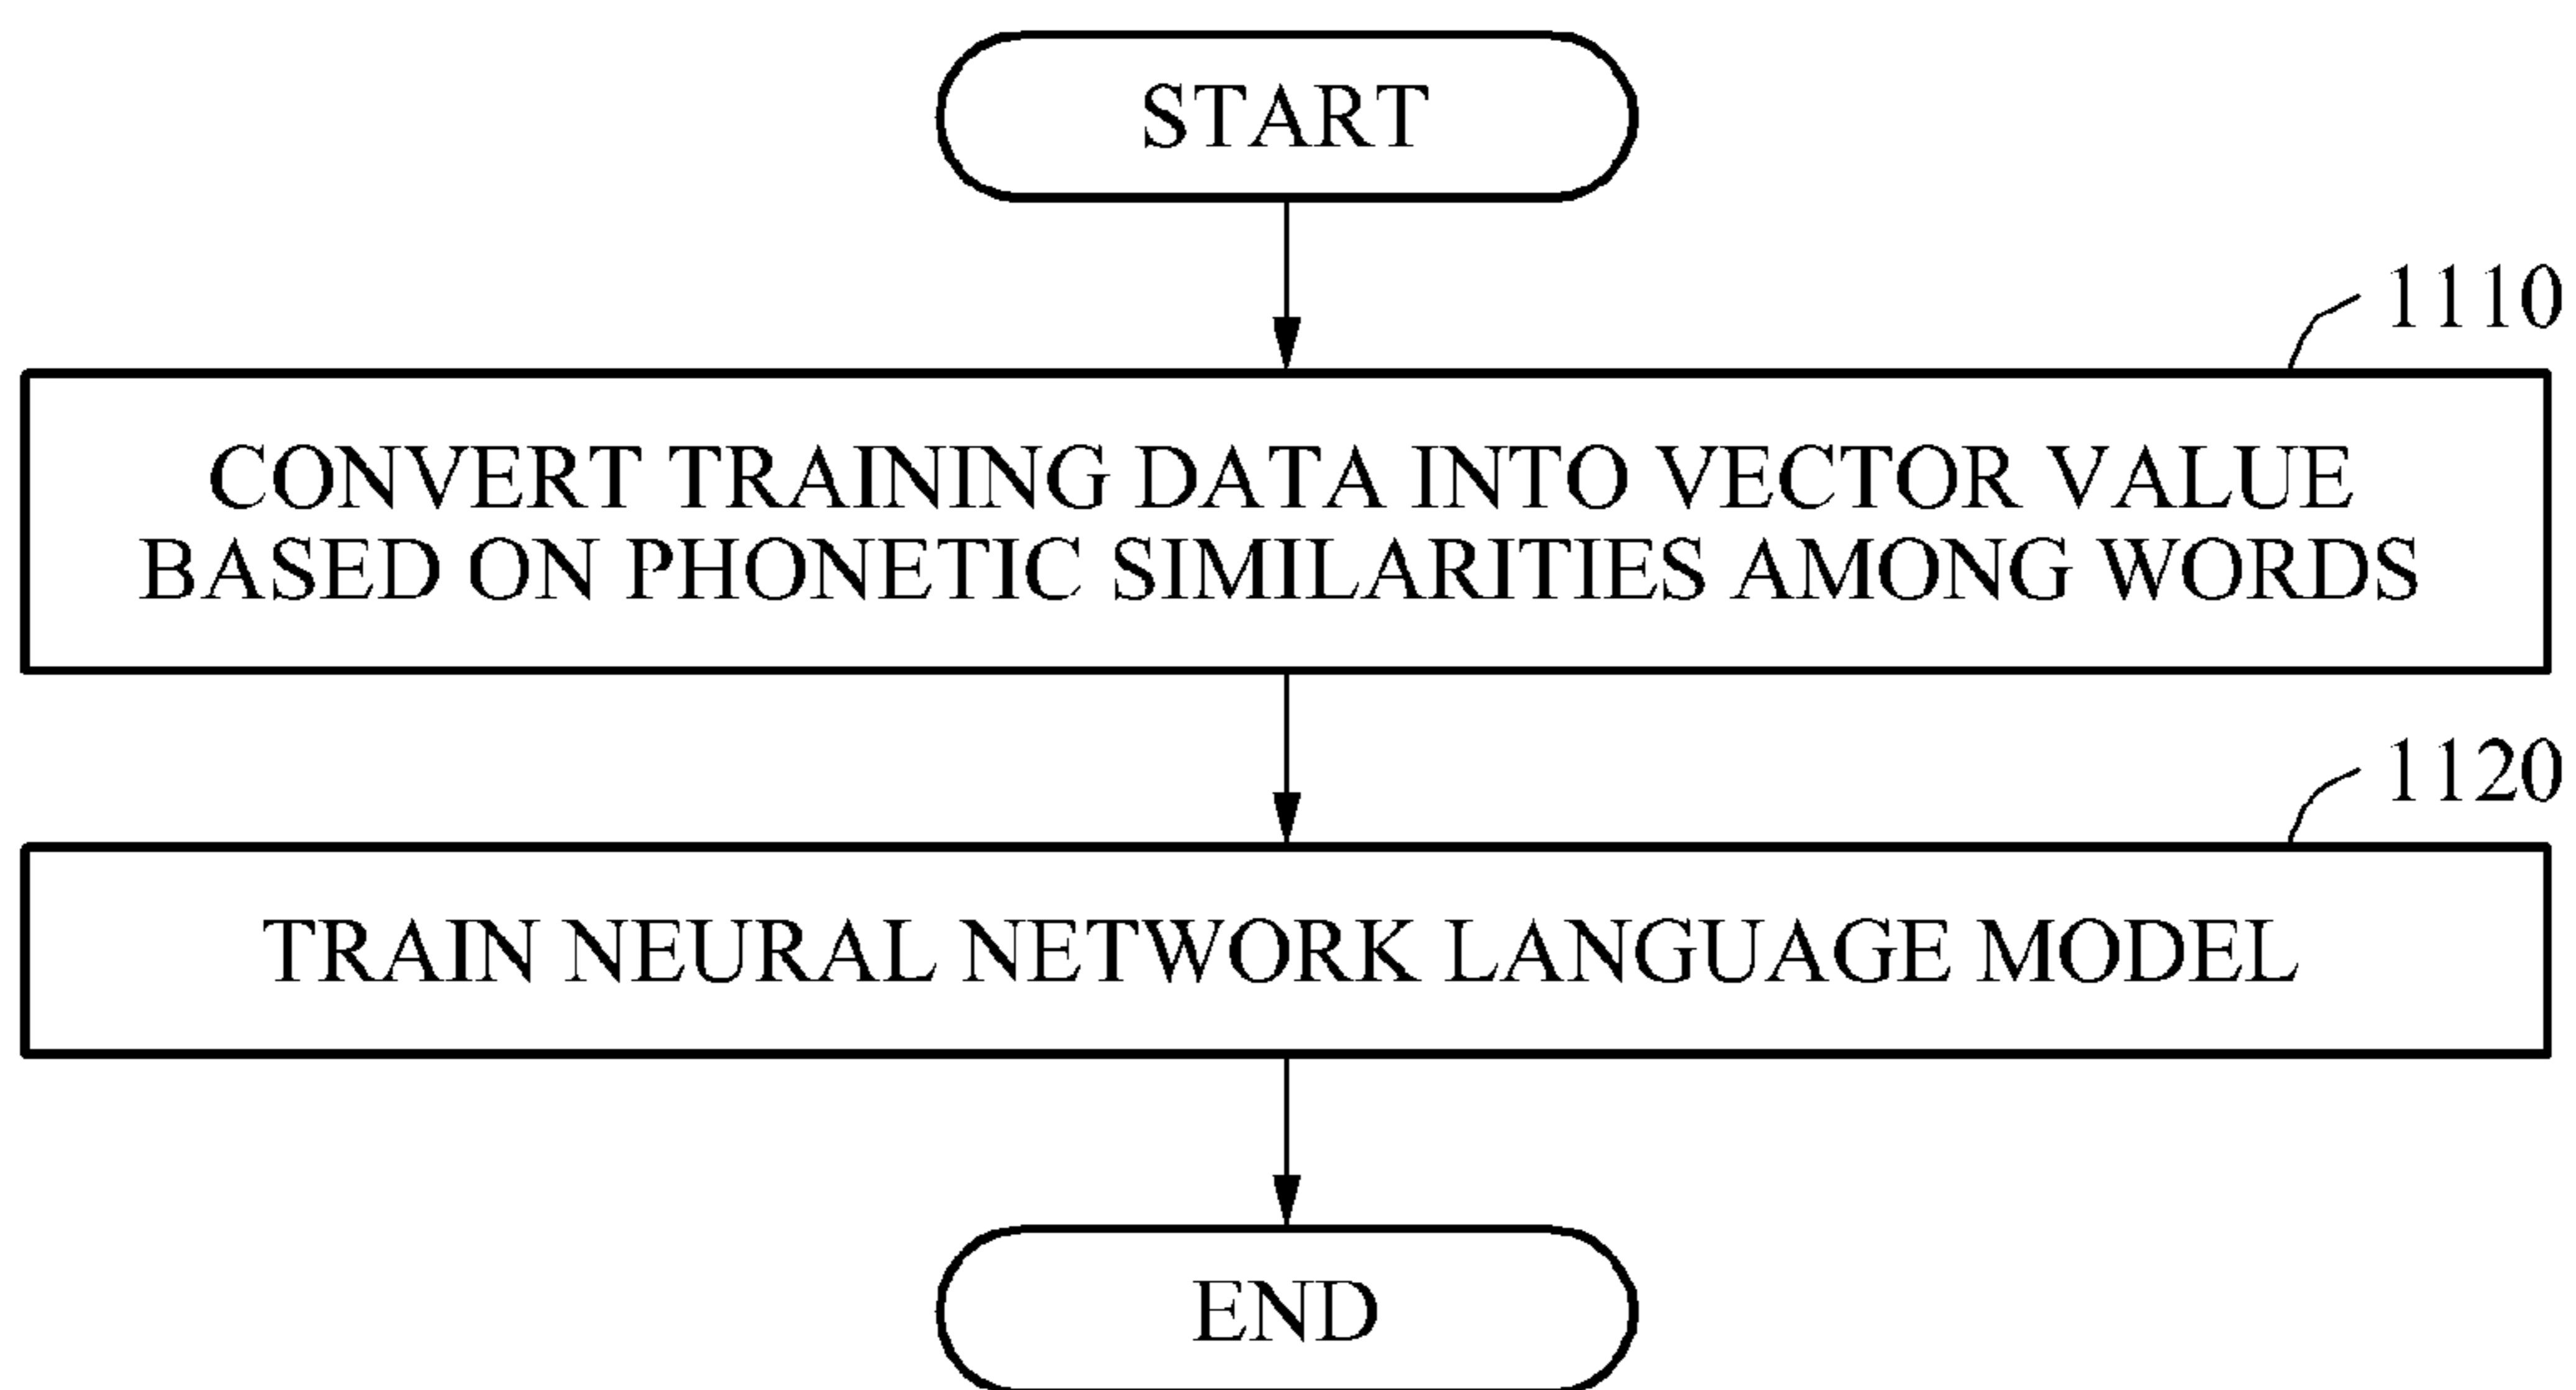 START
1110
CONVERT TRAINING DATA INTO VECTOR VALUE
BASED ON PHONETIC SIMILARITIES AMONG WORDS
1120
TRAIN NEURAL NETWORK LANGUAGE MODEL
END